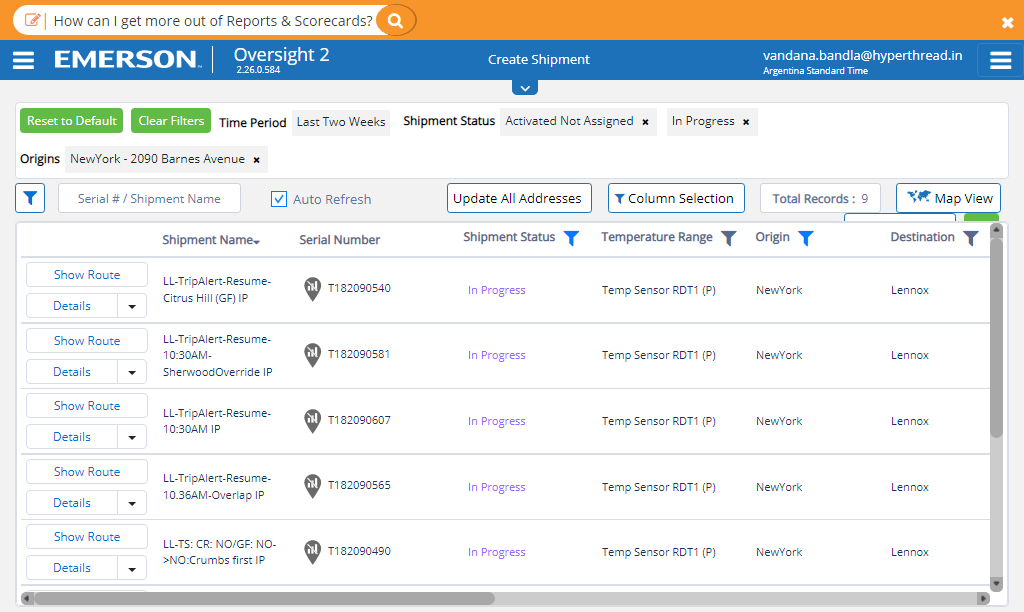 How can I get more out of Reports & Scorecards?
EMERSON.
Oversight 2
2.26.0.584
Create Shipment
vandana.bandla@hyperthread.in
Argentina Standard Time
Reset to Default
Clear Filters
Time Period
Last Two Weeks
Shipment Status
Activated Not Assigned ×
In Progress ×
Origins
NewYork - 2090 Barnes Avenue ×
Serial # / Shipment Name
Auto Refresh
Update All Addresses
Column Selection
Total Records : 9
Map View
Shipment Name
Serial Number
Shipment Status
Temperature Range
Origin
Destination
Show Route
Details
LL-TripAlert-Resume-
Citrus Hill (GF) IP
T182090540
In Progress
Temp Sensor RDT1 (P)
NewYork
Lennox
Show Route
Details
LL-TripAlert-Resume-
10:30AM-
SherwoodOverride IP
T182090581
In Progress
Temp Sensor RDT1 (P)
NewYork
Lennox
Show Route
Details
LL-TripAlert-Resume-
10:30AM IP
T182090607
In Progress
Temp Sensor RDT1 (P)
NewYork
Lennox
Show Route
Details
LL-TripAlert-Resume-
10.36AM-Overlap IP
T182090565
In Progress
Temp Sensor RDT1 (P)
NewYork
Lennox
Show Route
Details
LL-TS: CR: NO/GF: NO-
>NO:Crumbs first IP
T182090490
In Progress
Temp Sensor RDT1 (P)
NewYork
Lennox